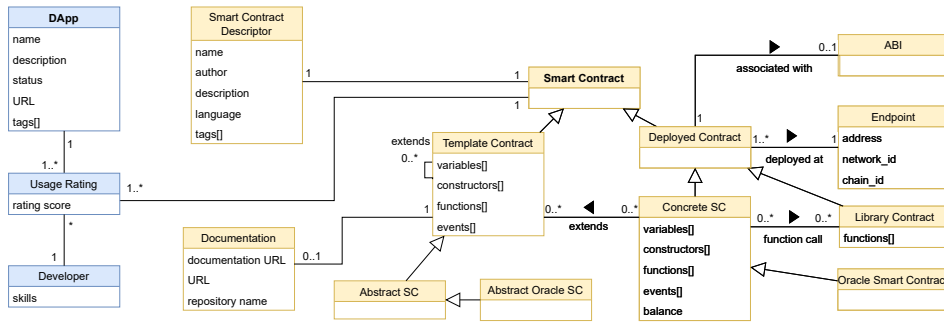 DApp
name
description
status
URL
tags[]
1
1..*
Usage Rating
rating score
1..*
*
1
Developer
skills
Smart Contract
Descriptor
name
author
description
language
tags[]
1
1
Smart Contract
1
Documentation
documentation URL
URL
repository name
0..1
1
extends
0..*
Template Contract
variables[]
constructors[]
functions[]
events[]
Abstract SC
Abstract Oracle SC
0..*
extends
0..*
Deployed Contract
1
associated with
0..1
ABI
1..*
deployed at
1
Endpoint
address
network_id
chain_id
Concrete SC
variables[]
constructors[]
functions[]
events[]
balance
0..*
function call
0..*
Library Contract
functions[]
Oracle Smart Contract